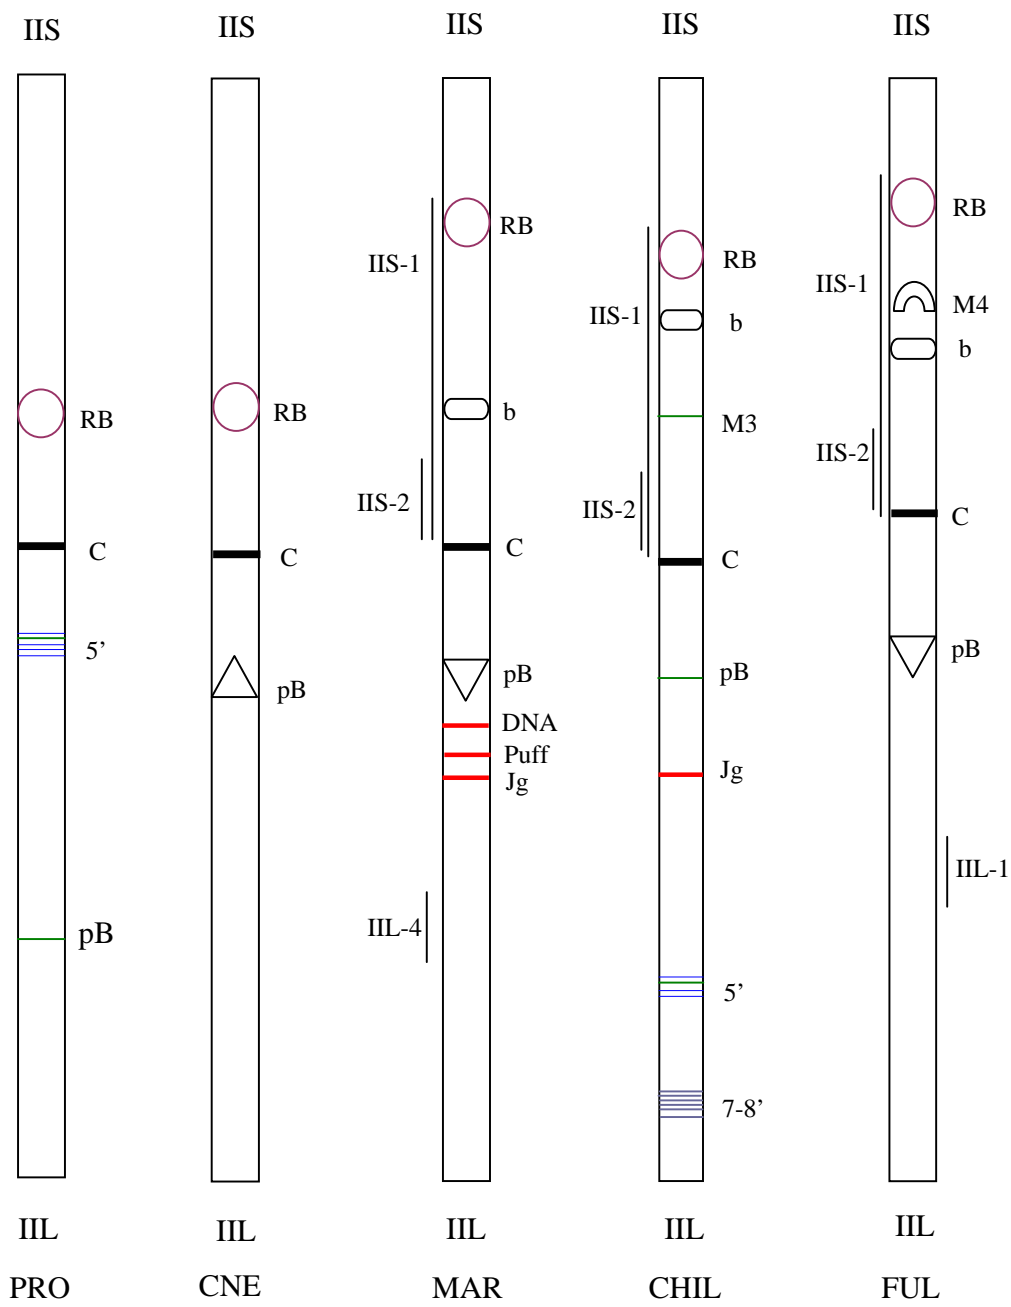 IIS IIS IIS IIS IIS
RB
RB
IIS-1
RB
IIS-1
M4
IIS-1
b
b
b
RB
RB
M3
IIS-2
IIS-2
IIS-2
C
C
C
C
C
5’
pB
pB
pB
pB
DNA
Puff
Jg
Jg
IIL-1
IIL-4
pB
5’
7-8’
IIL IIL IIL IIL IIL
PRO CNE MAR CHIL FUL